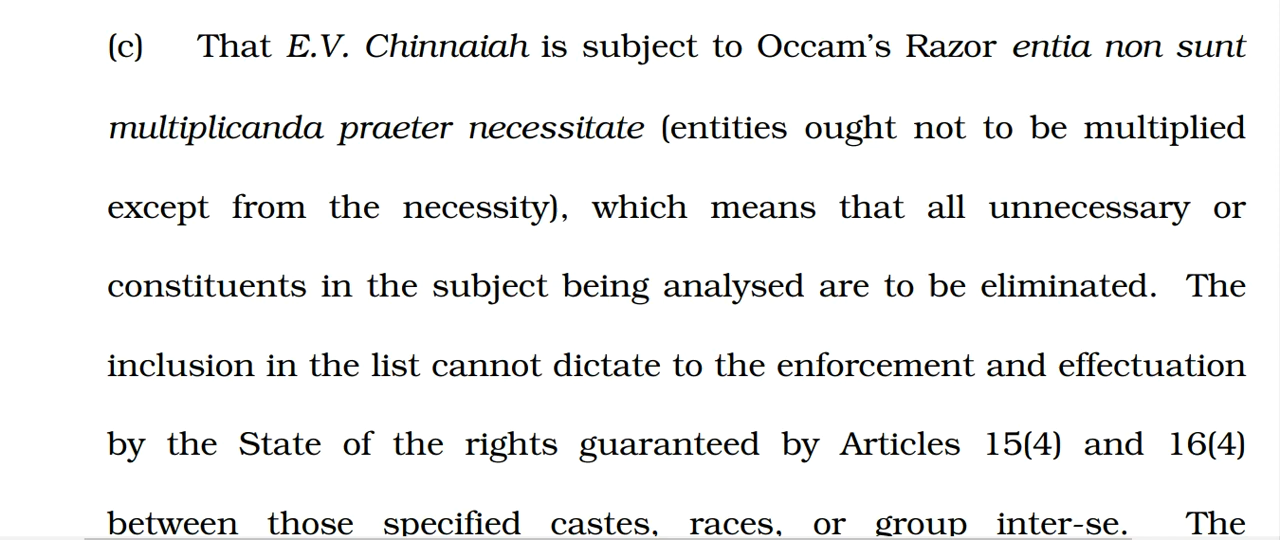 (c) That E.V. Chinnaiah is subject to Occam’s Razor entia non sunt
multiplicanda praeter necessitate (entities ought not to be multiplied
except from the necessity), which means that all unnecessary or
constituents in the subject being analysed are to be eliminated. The
inclusion in the list cannot dictate to the enforcement and effectuation
by the State of the rights guaranteed by Articles 15(4) and 16(4)
between those specified castes, races, or group inter-se. The